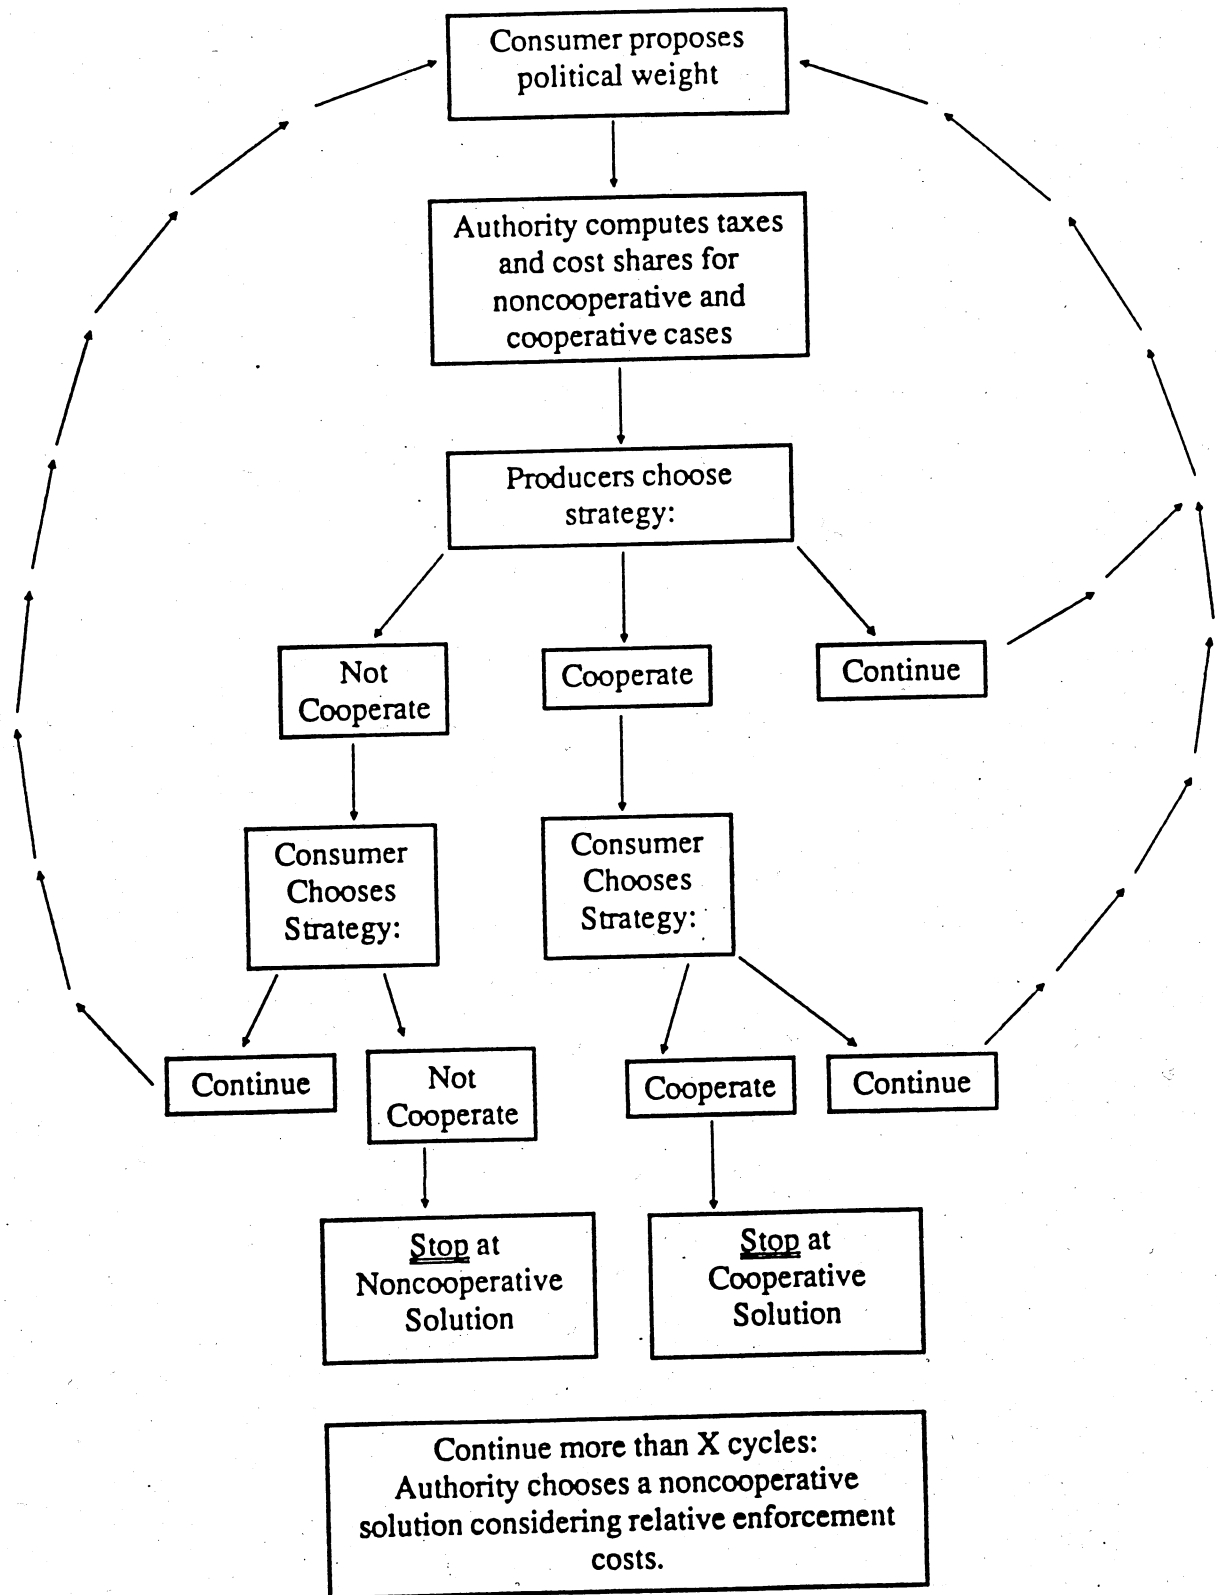 Consumer proposes
political weight
Authority computes taxes
and cost shares for
noncooperative and
cooperative cases
Producers choose
strategy:
Not
Cooperate
Cooperate
Continue
Consumer
Chooses
Strategy:
Consumer
Chooses
Strategy:
Continue
Not
Cooperate
Cooperate
Continue
Stop at
Noncooperative
Solution
Stop at
Cooperative
Solution
Continue more than X cycles:
Authority chooses a noncooperative
solution considering relative enforcement
costs.